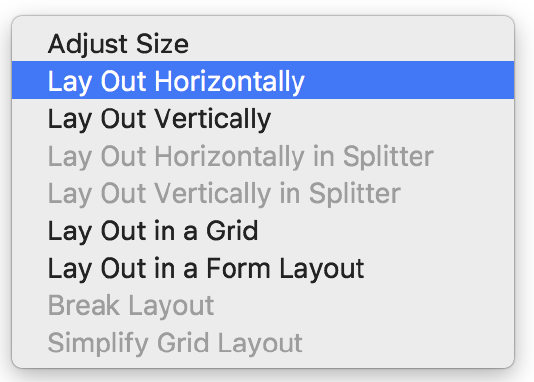 Adjust Size
Lay Out Horizontally
Lay Out Vertically
Lay Out Horizontally in Splitter
Lay Out Vertically in Splitter
Lay Out in a Grid
Lay Out in a Form Layout
Break Layout
Simplify Grid Layout